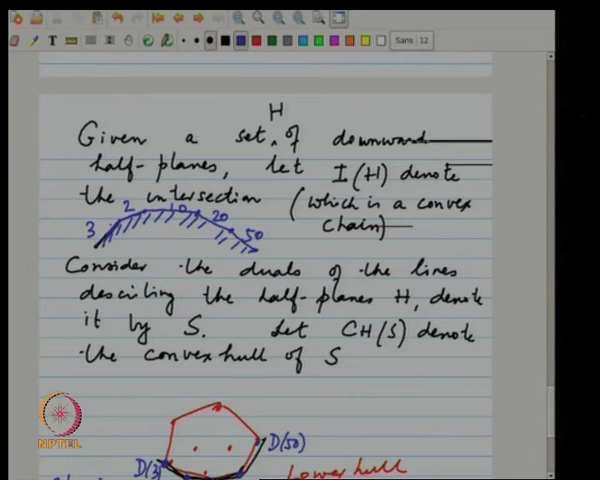 Sans 12
H
Given a set ∧ of downward
half-planes, let I(H) denote
the intersection (which is a convex
chain)
3 2 10 20 50
Consider the duals of the lines
describing the half-planes H, denote
it by S. Let CH(S) denote
the convex hull of S
D(50)
D(3)
Lower hull
NPTEL